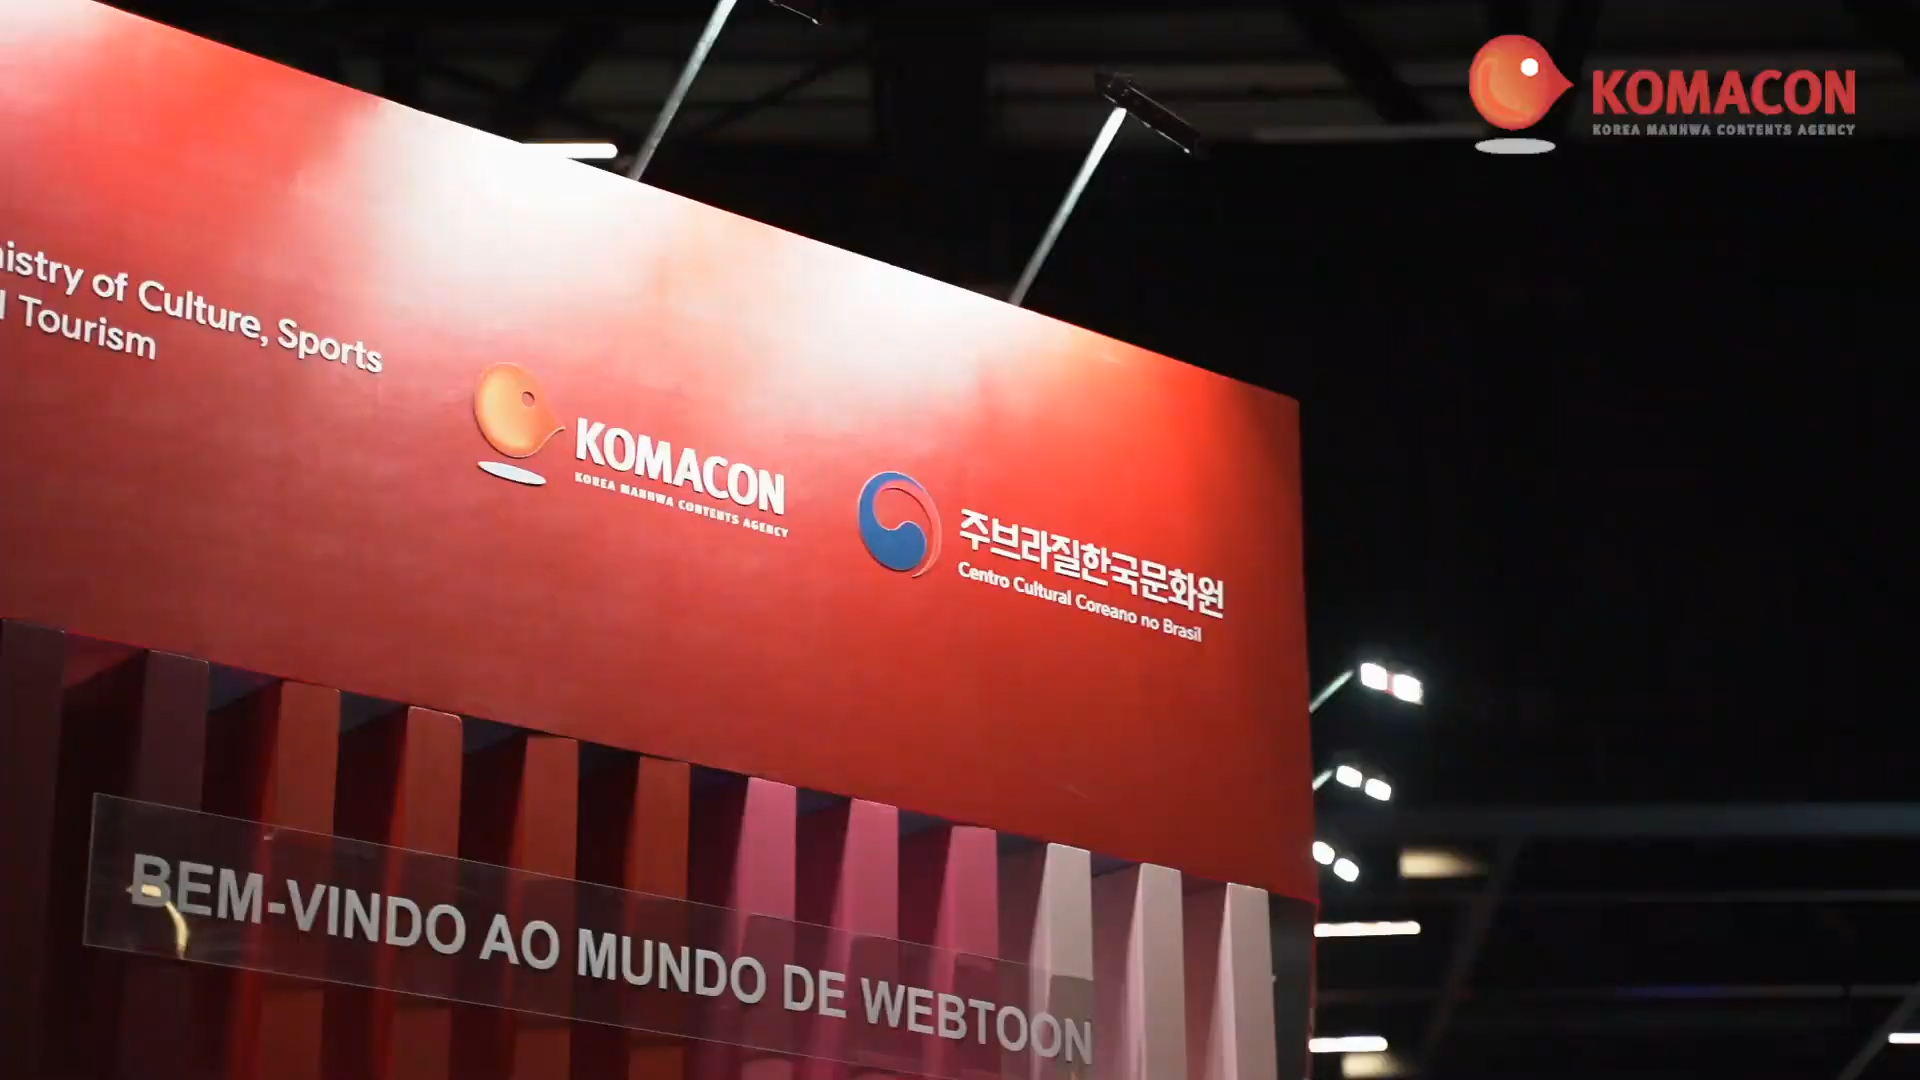 of Culture, Sports
Tourism
KOMACON
KOREA MANHWA CONTENTS AGENCY
주브라질한국문화원
Centro Cultural Coreano no Brasil
BEM-VINDO AO MUNDO DE WEBTOON
KOMACON
KOREA MANHWA CONTENTS AGENCY